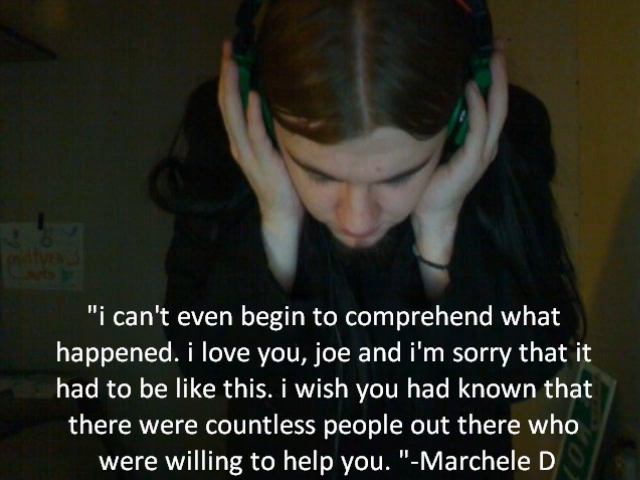 "i can't even begin to comprehend what
happened. i love you, joe and i'm sorry that it
had to be like this. i wish you had known that
there were countless people out there who
were willing to help you. "-Marchele D